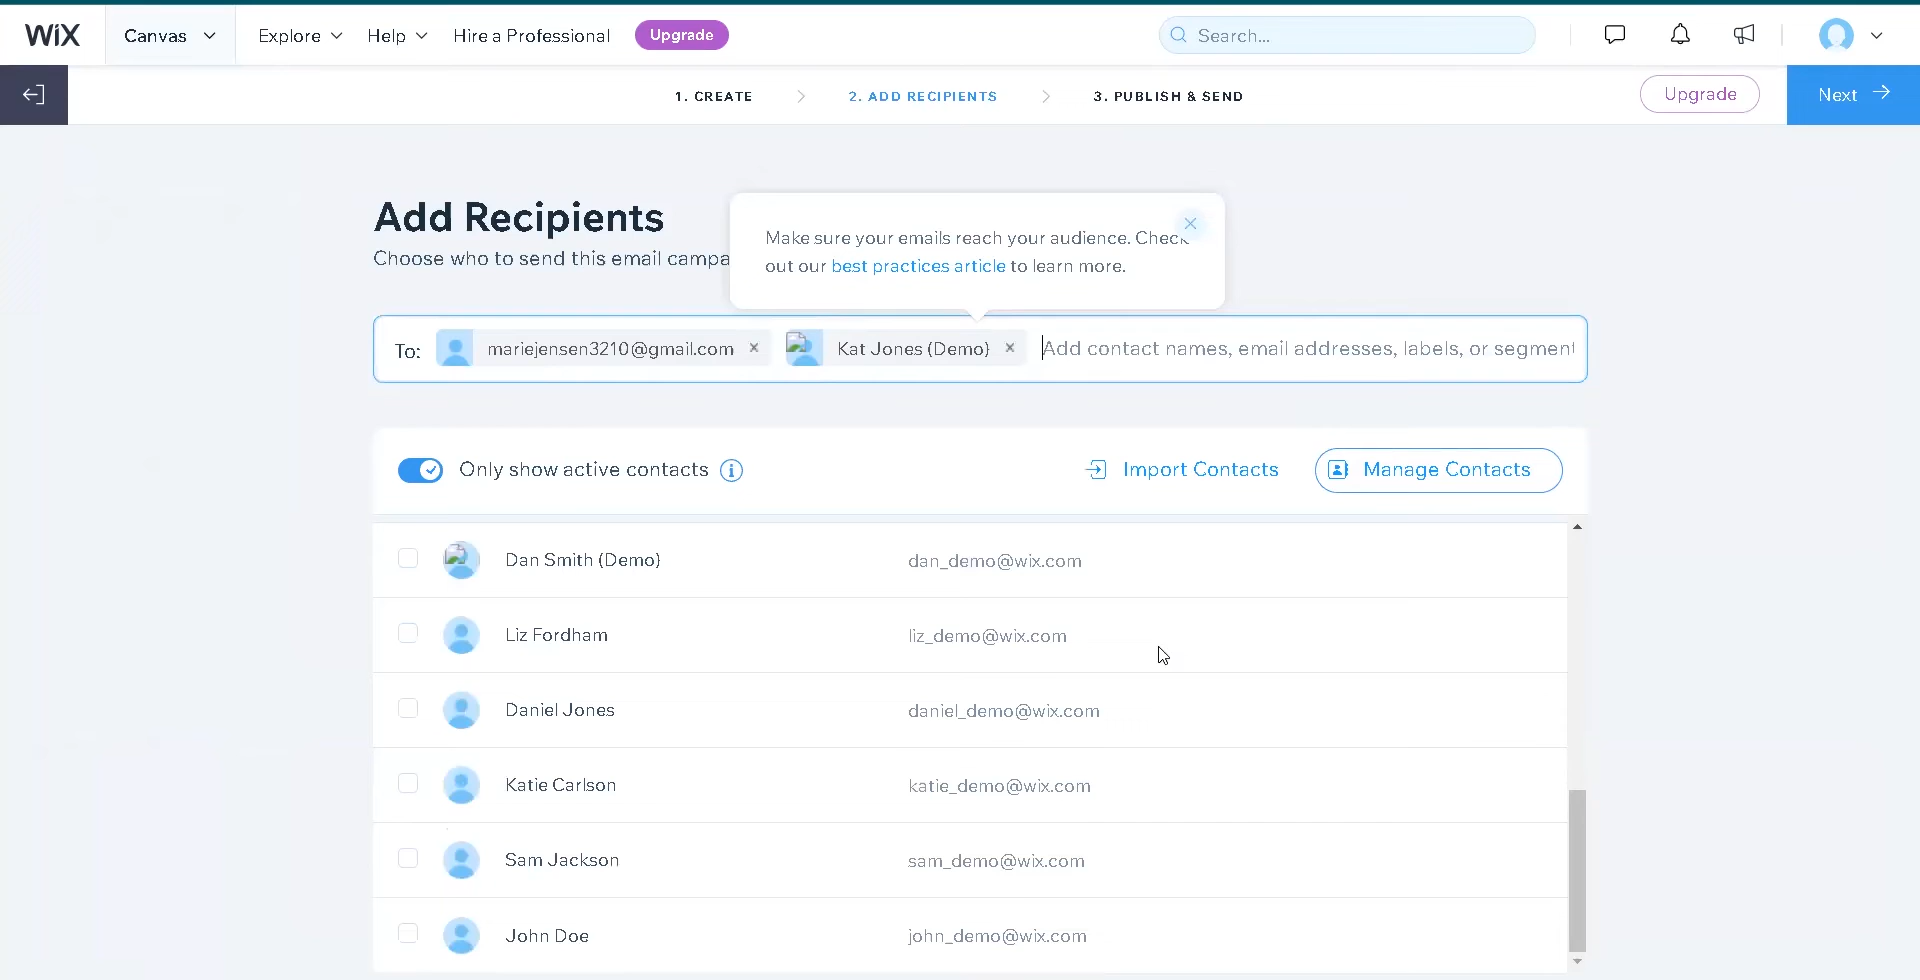 WIX Canvas Explore Help Hire a Professional Upgrade Search...
1. CREATE 2. ADD RECIPIENTS 3. PUBLISH & SEND Upgrade Next
Add Recipients
Choose who to send this email campa
Make sure your emails reach your audience. Check
out our best practices article to learn more.
To: mariejensen3210@gmail.com × Kat Jones (Demo) × Add contact names, email addresses, labels, or segment
Only show active contacts Import Contacts Manage Contacts
Dan Smith (Demo) dan_demo@wix.com
Liz Fordham liz_demo@wix.com
Daniel Jones daniel_demo@wix.com
Katie Carlson katie_demo@wix.com
Sam Jackson sam_demo@wix.com
John Doe john_demo@wix.com